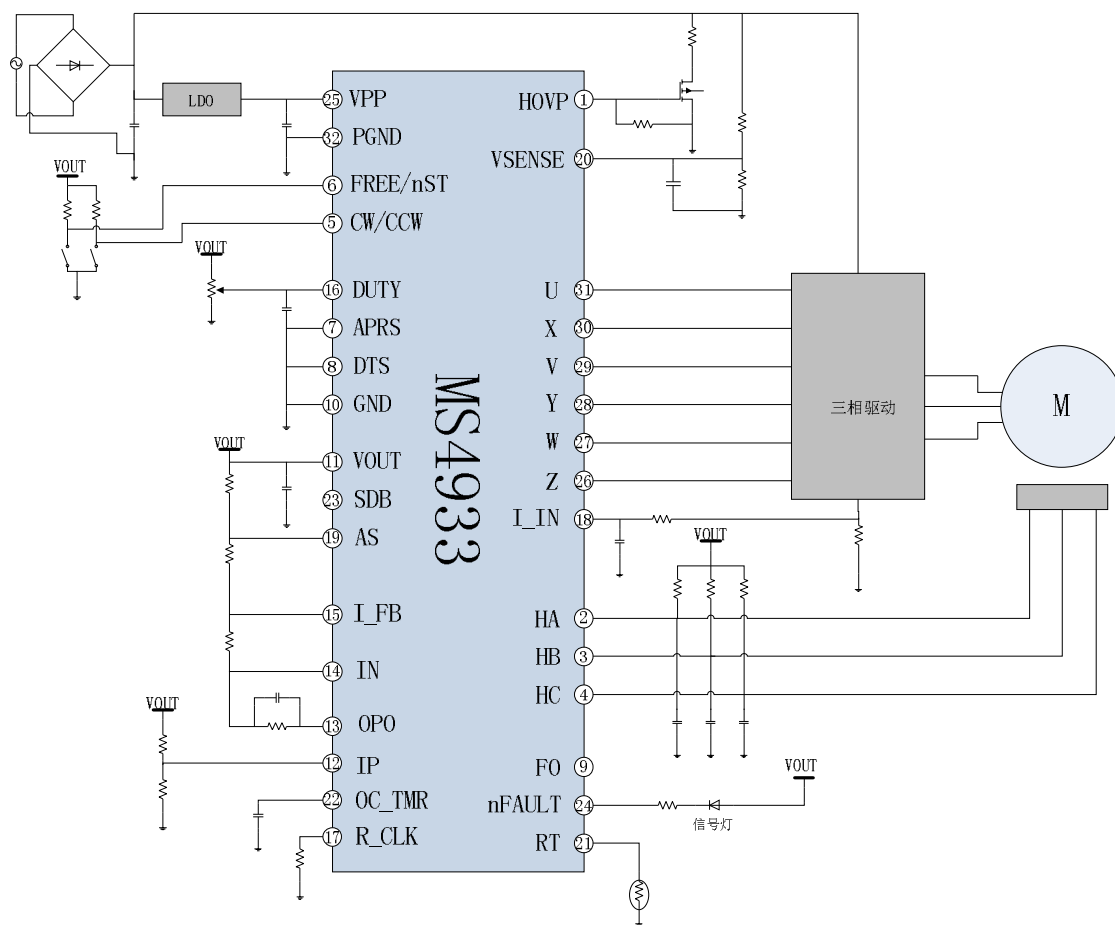 LDO
VOUT
VOUT
VOUT
VOUT
25 VPP
32 PGND
6 FREE/nST
5 CW/CCW
16 DUTY
7 APRS
8 DTS
10 GND
11 VOUT
23 SDB
19 AS
15 I_FB
14 IN
13 OPO
12 IP
22 OC_TMR
17 R_CLK
MS4933
HOVP 1
VSENSE 20
U 31
X 30
V 29
Y 28
W 27
Z 26
I_IN 18
HA 2
HB 3
HC 4
FO 9
nFAULT 24
RT 21
三相驱动
M
VOUT
VOUT
信号灯